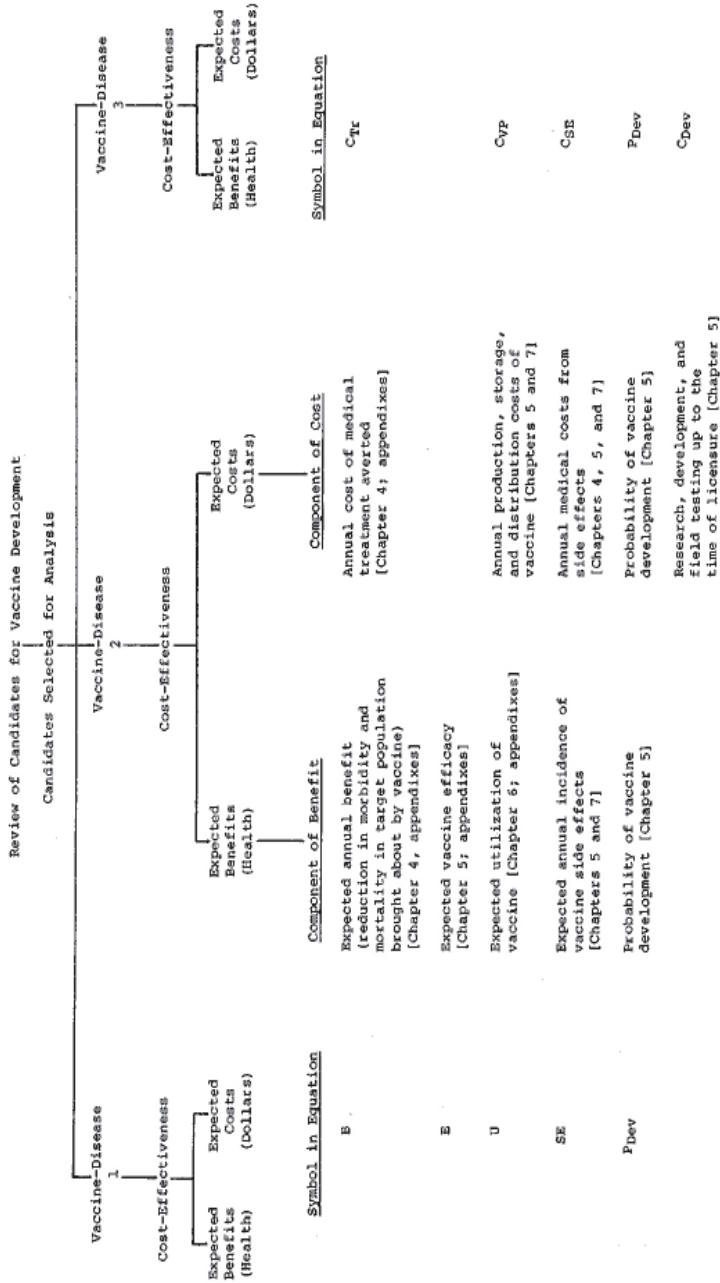 Review of Candidates for Vaccine Development
Candidates Selected for Analysis
Vaccine-Disease
1
Cost-Effectiveness
Expected
Benefits
(Health)
Expected
Costs
(Dollars)
Vaccine-Disease
2
Cost-Effectiveness
Expected
Benefits
(Health)
Expected
Costs
(Dollars)
Vaccine-Disease
3
Cost-Effectiveness
Expected
Benefits
(Health)
Expected
Costs
(Dollars)
Symbol in Equation
B
E
U
SE
PDev
Component of Benefit
Expected annual benefit
(reduction in morbidity and
mortality in target population
brought about by vaccine)
[Chapter 4, appendixes]
Expected vaccine efficacy
[Chapter 5; appendixes]
Expected utilization of
vaccine [Chapter 6; appendixes]
Expected annual incidence of
vaccine side effects
[Chapters 5 and 7]
Probability of vaccine
development [Chapter 5]
Component of Cost
Annual cost of medical
treatment averted
[Chapter 4; appendixes]
Annual production, storage,
and distribution costs of
vaccine [Chapters 5 and 7]
Annual medical costs from
side effects
[Chapters 4, 5, and 7]
Probability of vaccine
development [Chapter 5]
Research, development, and
field testing up to the
time of licensure [Chapter 5]
Symbol in Equation
CTr
CVP
CSE
PDev
CDev